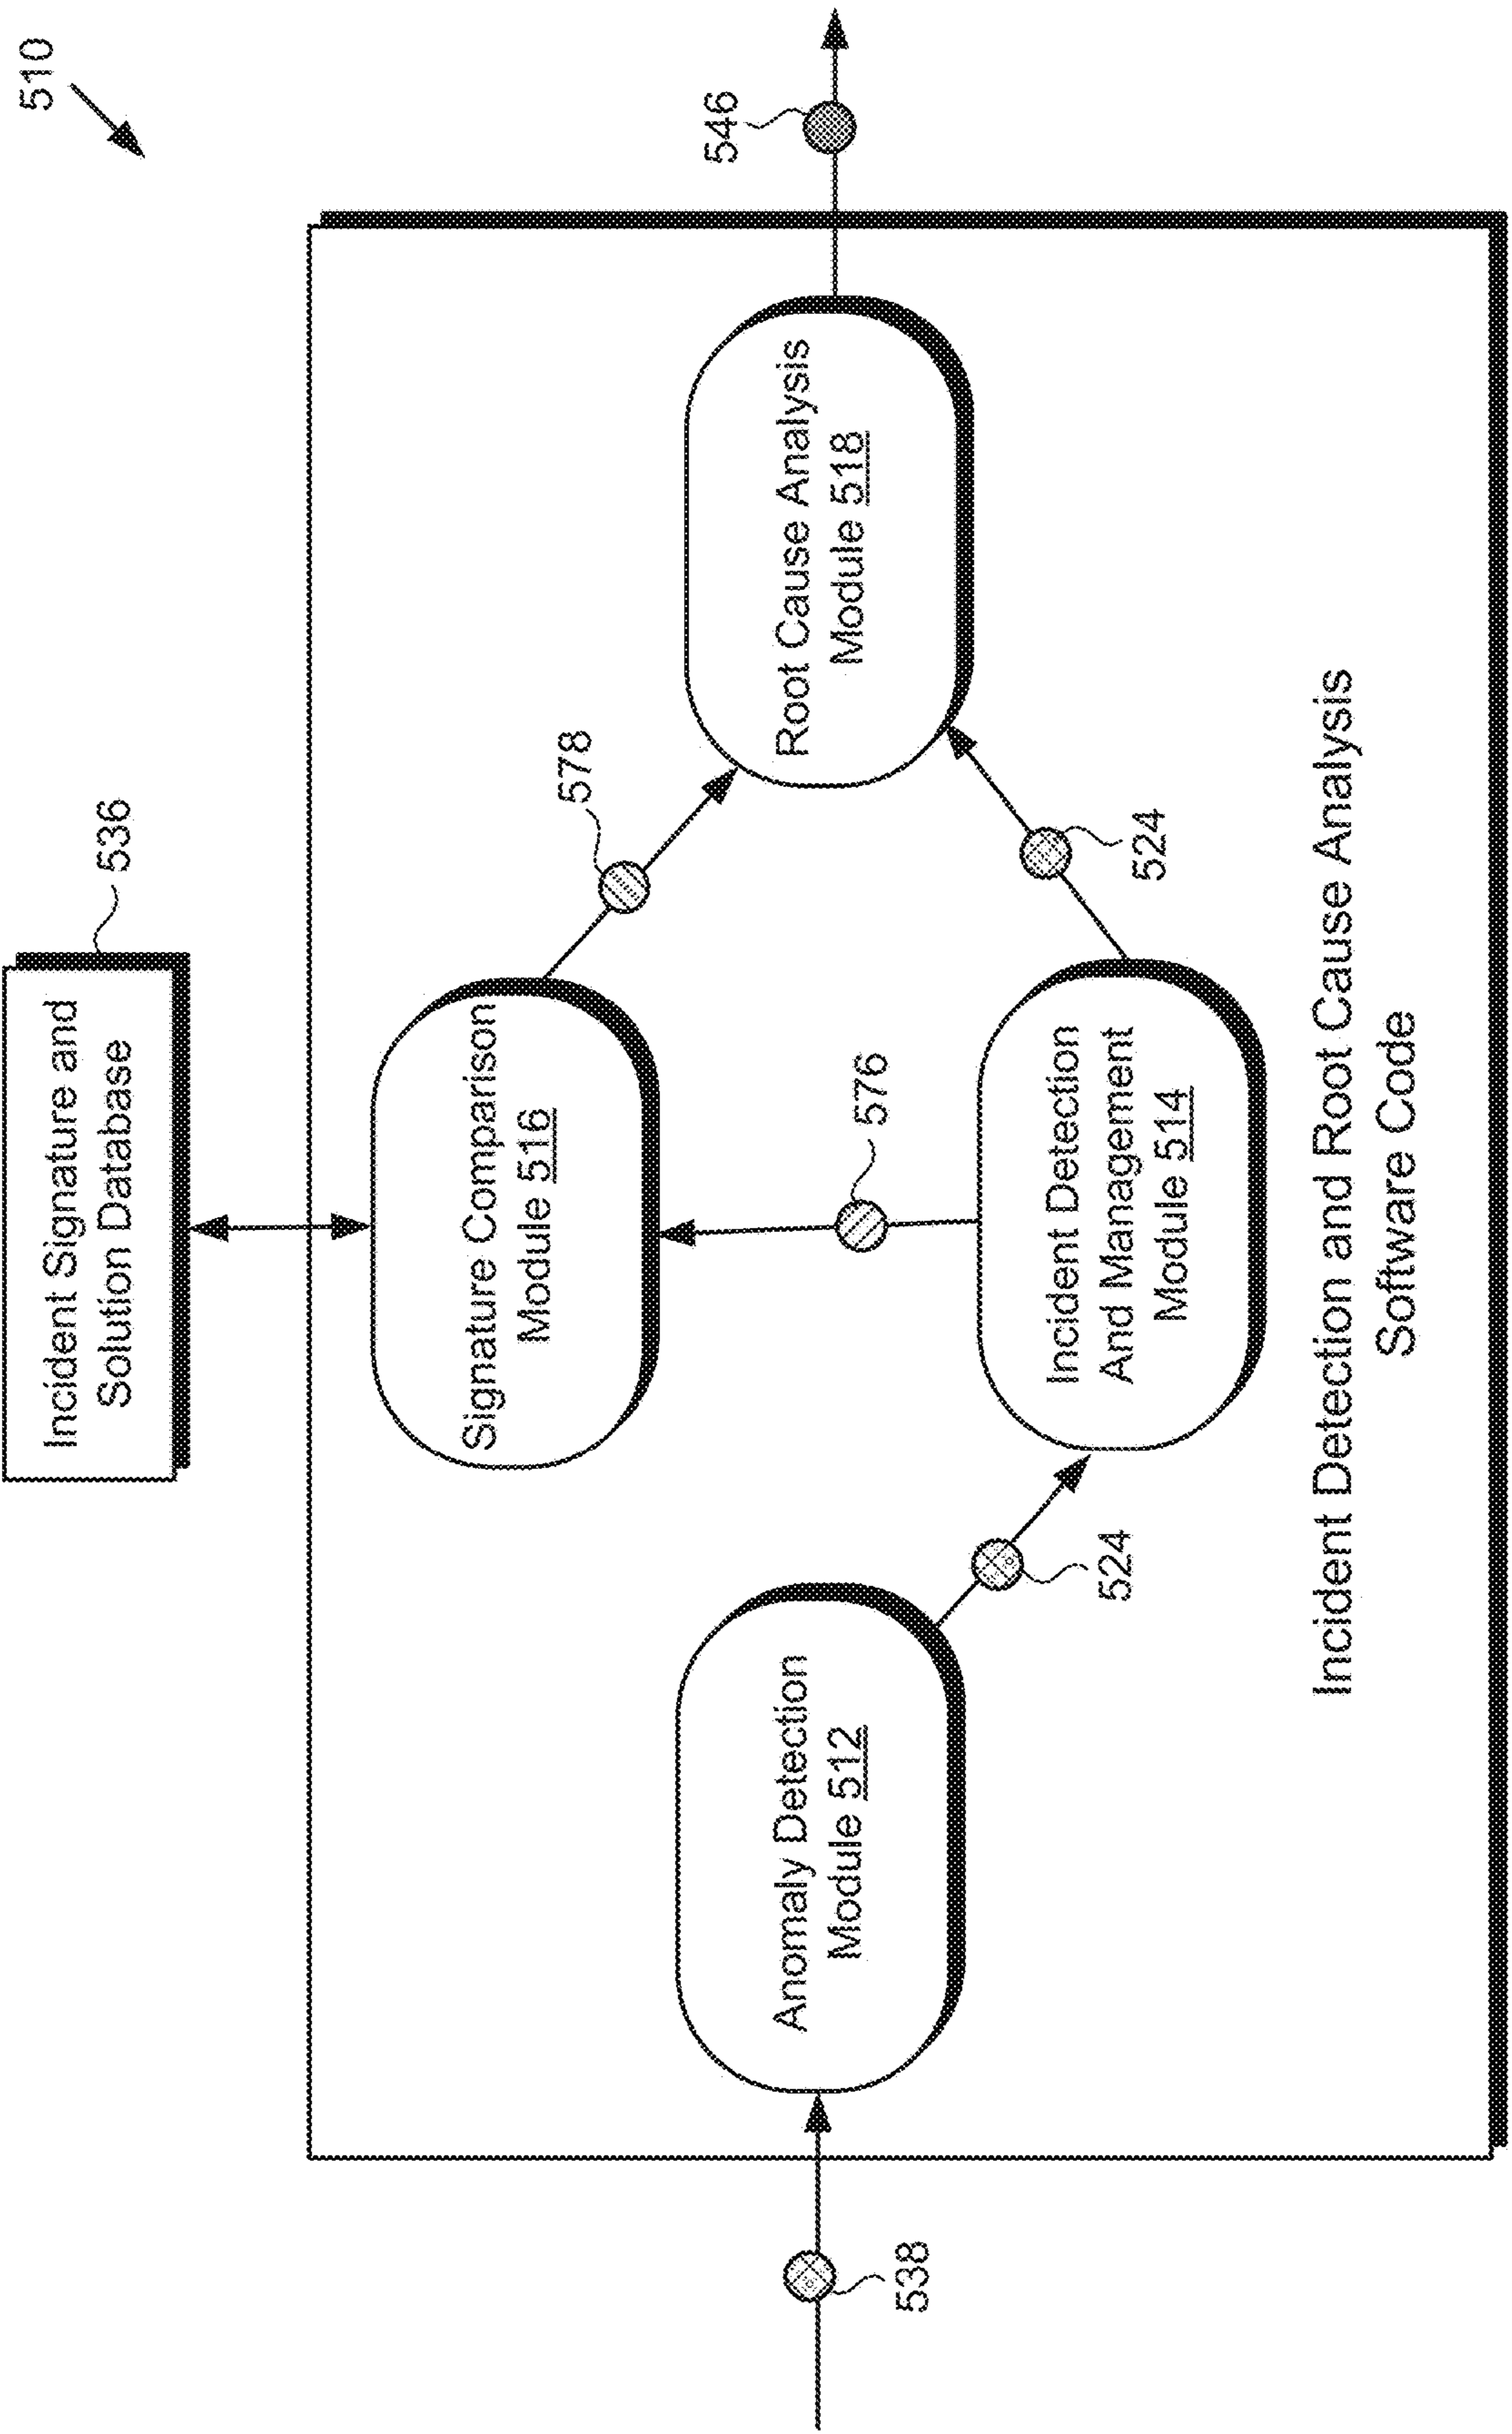 510
Incident Signature and
Solution Database
536
Signature Comparison
Module 516
578
546
576
Anomaly Detection
Module 512
Root Cause Analysis
Module 518
538
524
524
Incident Detection
And Management
Module 514
Incident Detection and Root Cause Analysis
Software Code